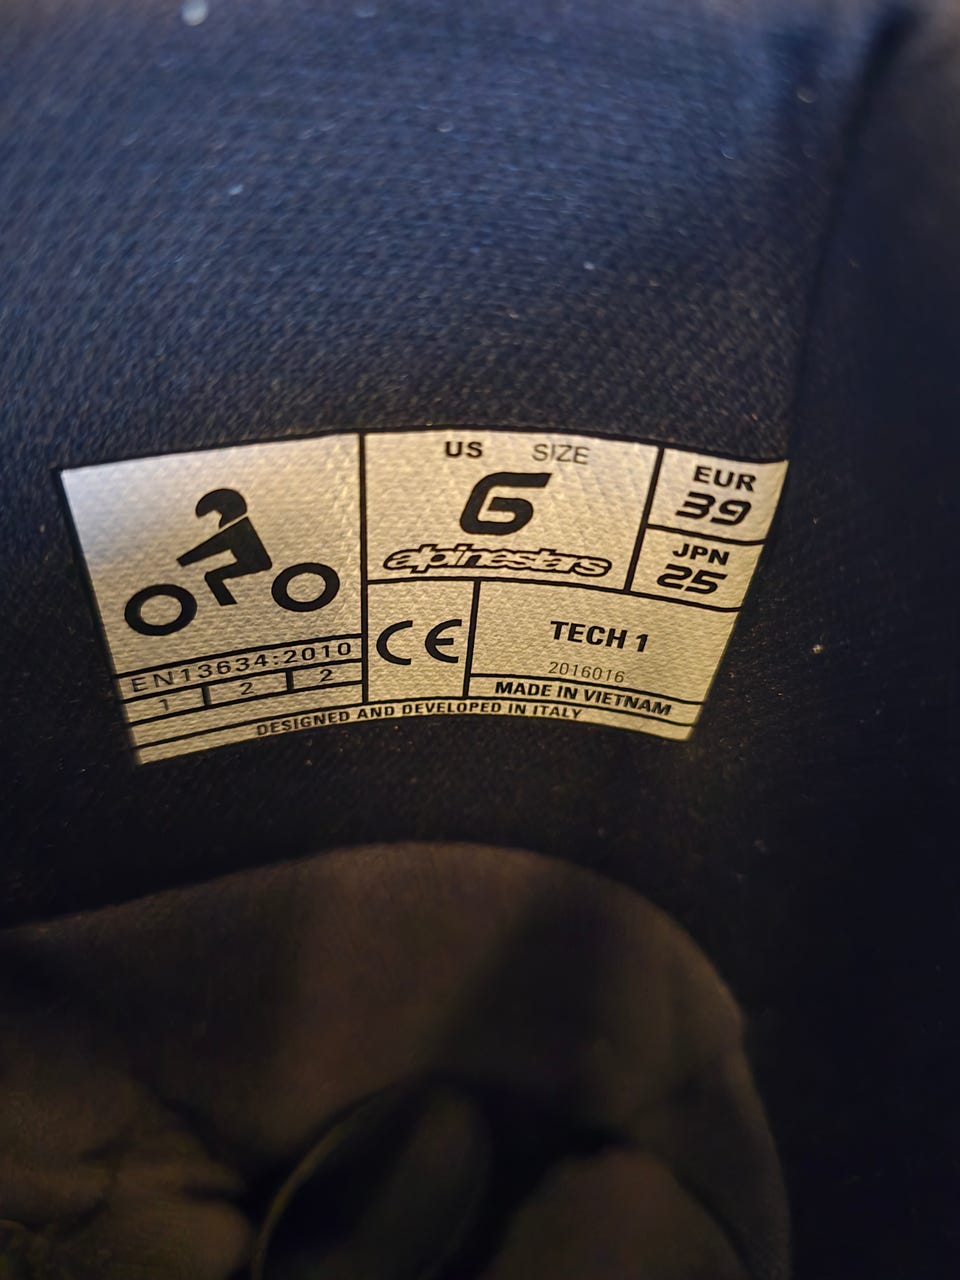 US SIZE
6
alpinestars
EUR
39
JPN
25
EN13634:2010
1 2 2
CE
TECH 1
2016016
MADE IN VIETNAM
DESIGNED AND DEVELOPED IN ITALY